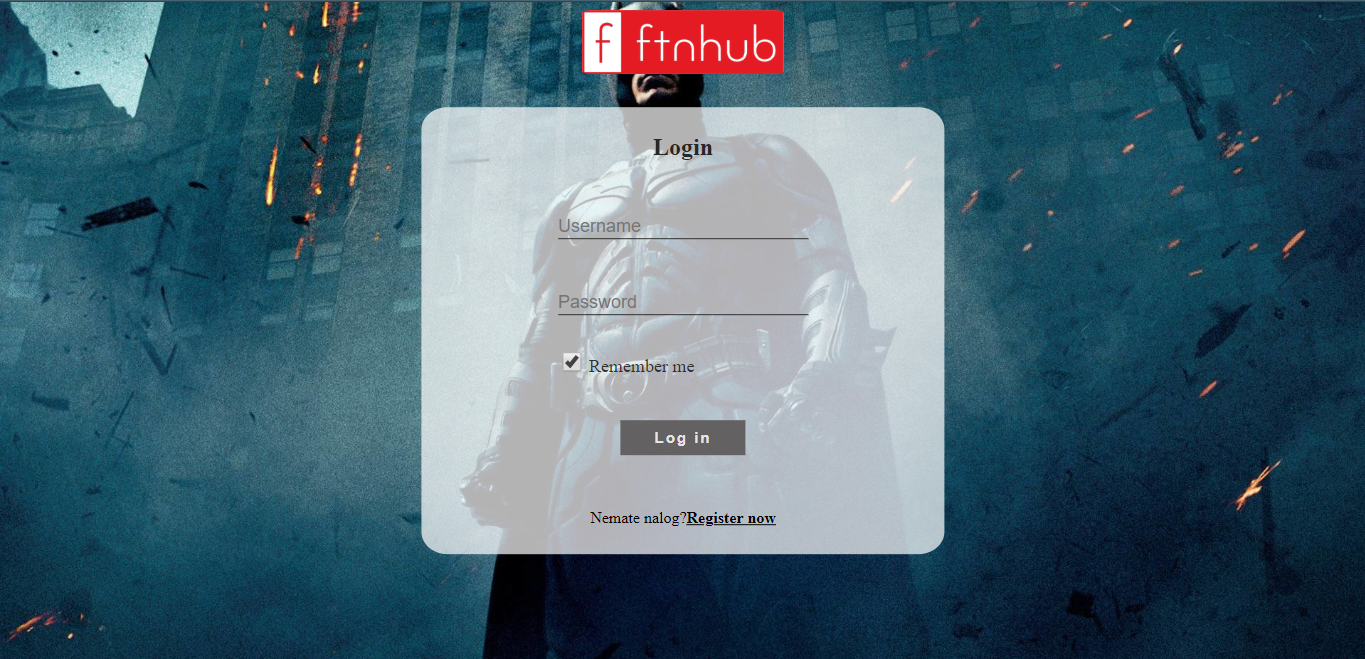 f ftnhub
Login
Username
Password
Remember me
Log in
Nemate nalog?Register now